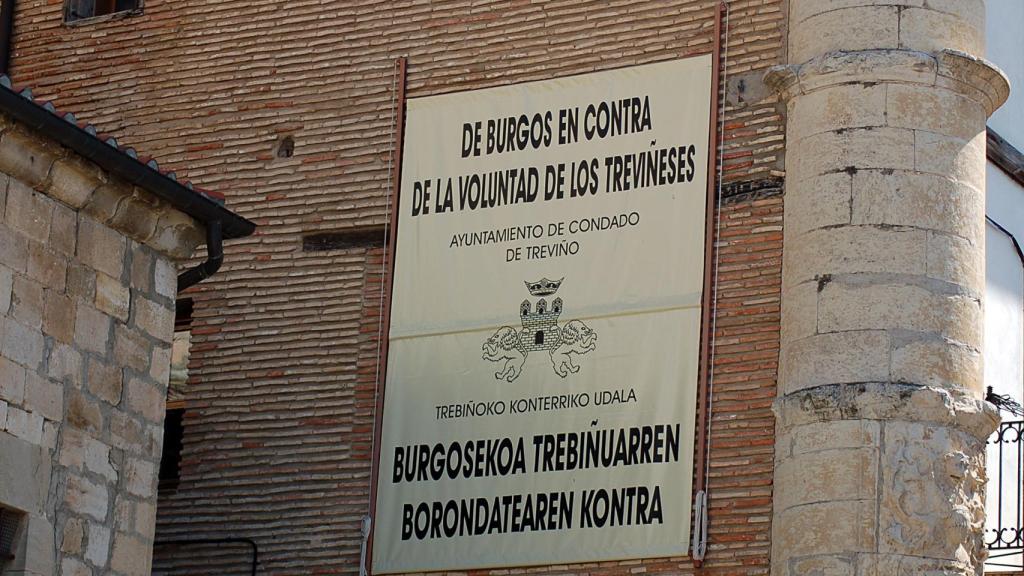 DE BURGOS EN CONTRA
DE LA VOLUNTAD DE LOS TREVIÑESES
AYUNTAMIENTO DE CONDADO
DE TREVIÑO
TREBIÑOKO KONTERRIKO UDALA
BURGOSEKOA TREBIÑUARREN
BORONDATEAREN KONTRA